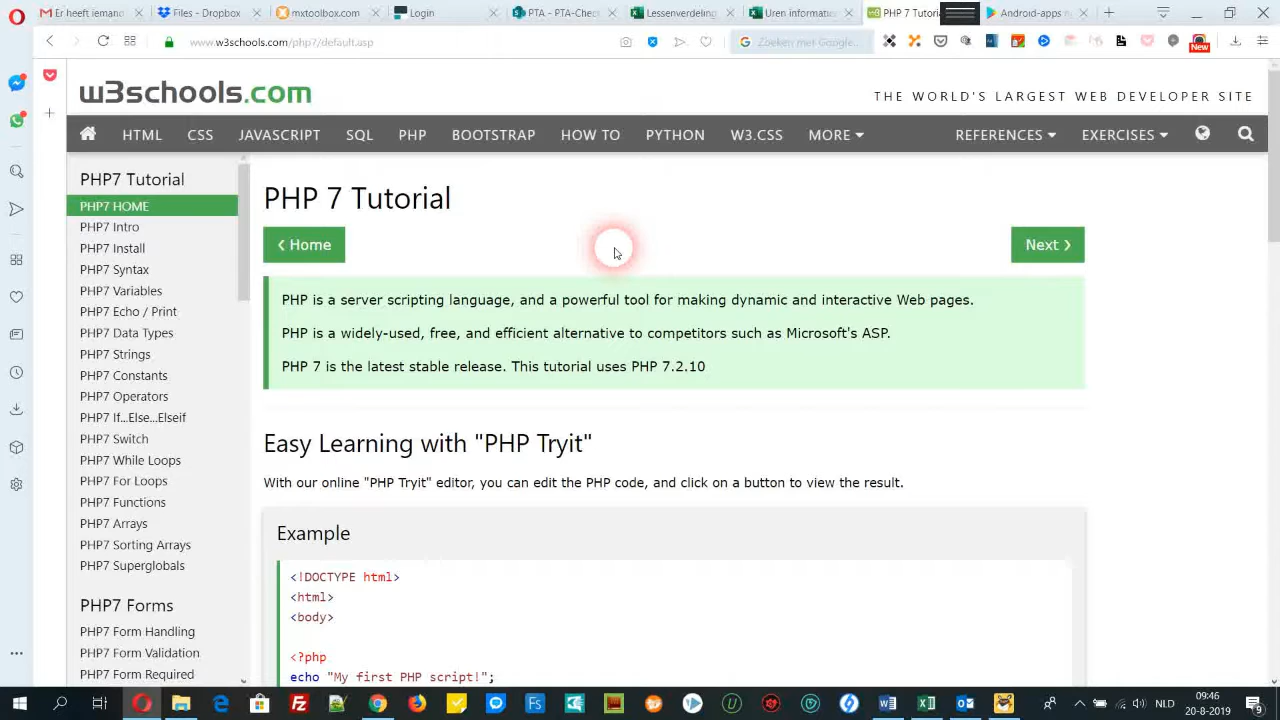 Er heeft iemand
Files - Dropbox
mxtoolbox
Login
PTA - PTA-Check
Uren informatic
PHP 7 Tutori
www.w3schools.com/php7/default.asp
Zoeken met Google...
New
w3schools.com
THE WORLD'S LARGEST WEB DEVELOPER SITE
HTML CSS JAVASCRIPT SQL PHP BOOTSTRAP HOW TO PYTHON W3.CSS MORE REFERENCES EXERCISES
PHP7 Tutorial
PHP7 HOME
PHP7 Intro
PHP7 Install
PHP7 Syntax
PHP7 Variables
PHP7 Echo / Print
PHP7 Data Types
PHP7 Strings
PHP7 Constants
PHP7 Operators
PHP7 If...Else...Elseif
PHP7 Switch
PHP7 While Loops
PHP7 For Loops
PHP7 Functions
PHP7 Arrays
PHP7 Sorting Arrays
PHP7 Superglobals
PHP7 Forms
PHP7 Form Handling
PHP7 Form Validation
PHP7 Form Required
PHP 7 Tutorial
❮ Home
Next ❯
PHP is a server scripting language, and a powerful tool for making dynamic and interactive Web pages.
PHP is a widely-used, free, and efficient alternative to competitors such as Microsoft's ASP.
PHP 7 is the latest stable release. This tutorial uses PHP 7.2.10
Easy Learning with "PHP Tryit"
With our online "PHP Tryit" editor, you can edit the PHP code, and click on a button to view the result.
Example
<!DOCTYPE html>
<html>
<body>
<?php
echo "My first PHP script!";
NLD
09:46
20-8-2019